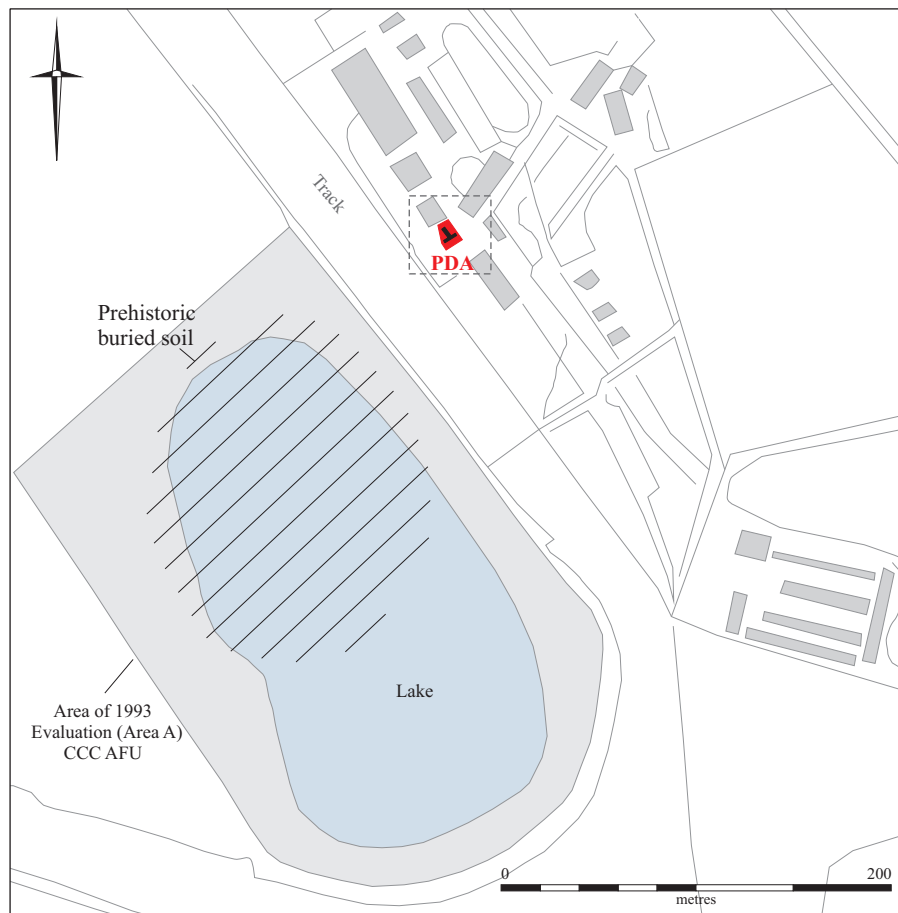 Track
PDA
Prehistoric
buried soil
Lake
Area of 1993
Evaluation (Area A)
CCC AFU
0
200
metres